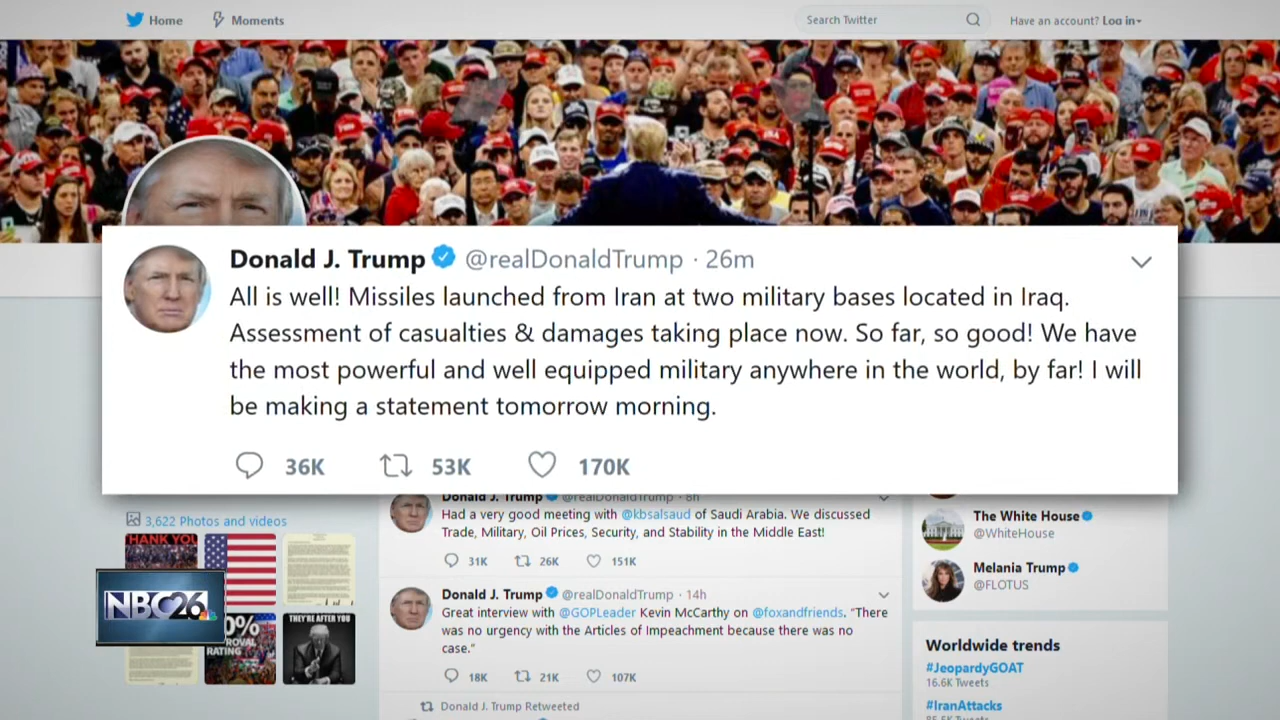 Home
Moments
Search Twitter
Have an account? Log in
Donald J. Trump @realDonaldTrump · 26m
All is well! Missiles launched from Iran at two military bases located in Iraq.
Assessment of casualties & damages taking place now. So far, so good! We have
the most powerful and well equipped military anywhere in the world, by far! I will
be making a statement tomorrow morning.
36K 53K 170K
3,622 Photos and videos
THANK YOU
0%
ROVAL
RATING
THEY'RE AFTER YOU
NBC26
Donald J. Trump @realDonaldTrump · 8h
Had a very good meeting with @kbsalsaud of Saudi Arabia. We discussed
Trade, Military, Oil Prices, Security, and Stability in the Middle East!
31K 26K 151K
Donald J. Trump @realDonaldTrump · 14h
Great interview with @GOPLeader Kevin McCarthy on @foxandfriends. “There
was no urgency with the Articles of Impeachment because there was no
case.”
18K 21K 107K
Donald J. Trump Retweeted
The White House
@WhiteHouse
Melania Trump
@FLOTUS
Worldwide trends
#JeopardyGOAT
16.6K Tweets
#IranAttacks